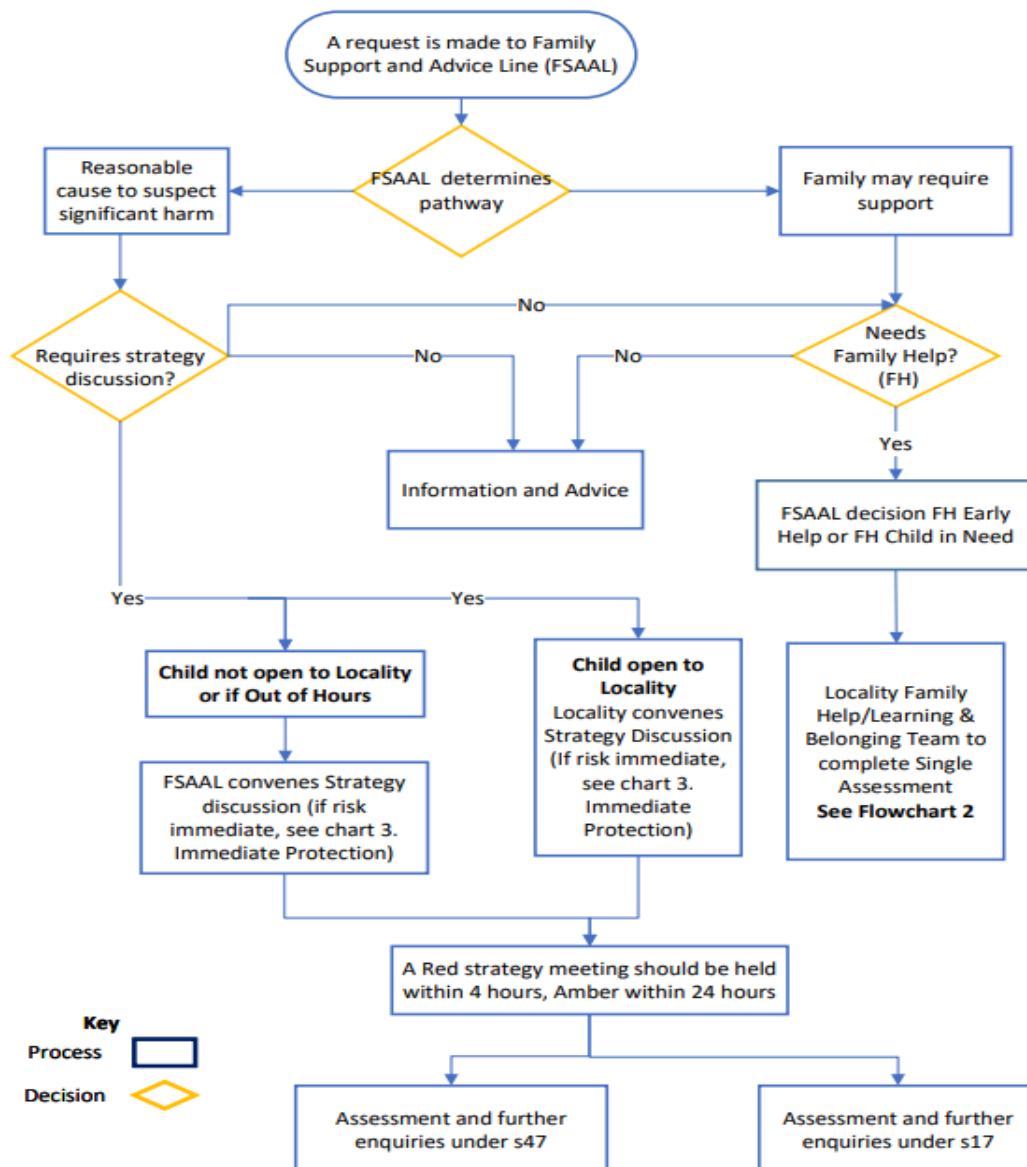 A request is made to Family
Support and Advice Line (FSAAL)
Reasonable
cause to suspect
significant harm
FSAAL determines
pathway
Family may require
support
No
Requires strategy
discussion?
No
No
Needs
Family Help?
(FH)
Yes
Information and Advice
FSAAL decision FH Early
Help or FH Child in Need
Yes
Yes
Child not open to Locality
or if Out of Hours
Child open to
Locality
Locality convenes
Strategy Discussion
(If risk immediate,
see chart 3.
Immediate
Protection)
Locality Family
Help/Learning &
Belonging Team to
complete Single
Assessment
See Flowchart 2
FSAAL convenes Strategy
discussion (if risk
immediate, see chart 3.
Immediate Protection)
A Red strategy meeting should be held
within 4 hours, Amber within 24 hours
Key
Process
Decision
Assessment and further
enquiries under s47
Assessment and further
enquiries under s17